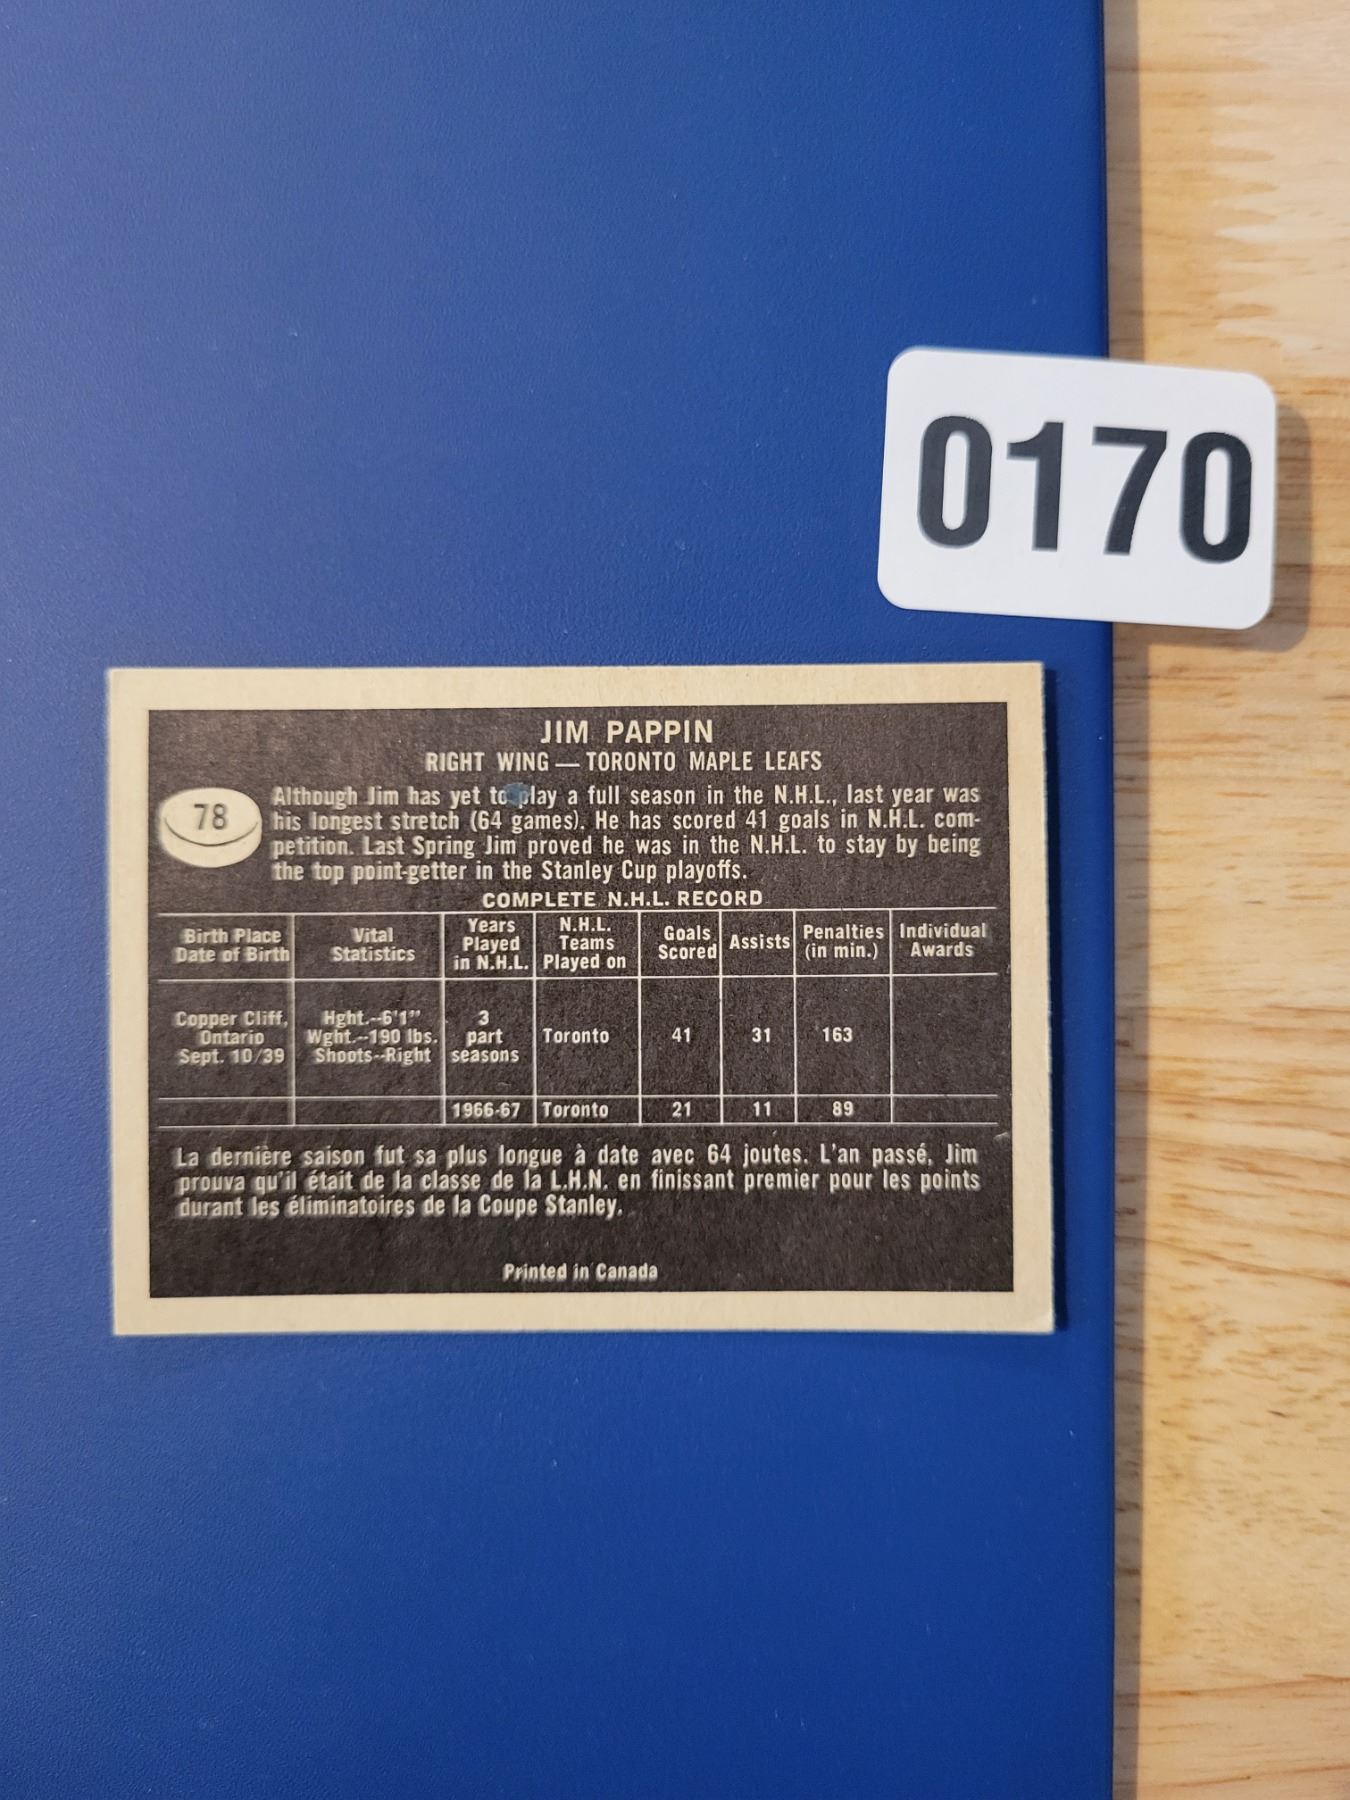 0170
JIM PAPPIN
RIGHT WING — TORONTO MAPLE LEAFS
78
Although Jim has yet to play a full season in the N.H.L., last year was
his longest stretch (64 games). He has scored 41 goals in N.H.L. com-
petition. Last Spring Jim proved he was in the N.H.L. to stay by being
the top point-getter in the Stanley Cup playoffs.
COMPLETE N.H.L. RECORD
Birth Place Date of Birth | Vital Statistics | Years Played in N.H.L. | N.H.L. Teams Played on | Goals Scored | Assists | Penalties (in min.) | Individual Awards
Copper Cliff, Ontario Sept. 10/39 | Hght.--6'1" Wght.--190 lbs. Shoots--Right | 3 part seasons | Toronto | 41 | 31 | 163
1966-67 | Toronto | 21 | 11 | 89
La dernière saison fut sa plus longue à date avec 64 joutes. L'an passé, Jim
prouva qu'il était de la classe de la L.H.N. en finissant premier pour les points
durant les éliminatoires de la Coupe Stanley.
Printed in Canada